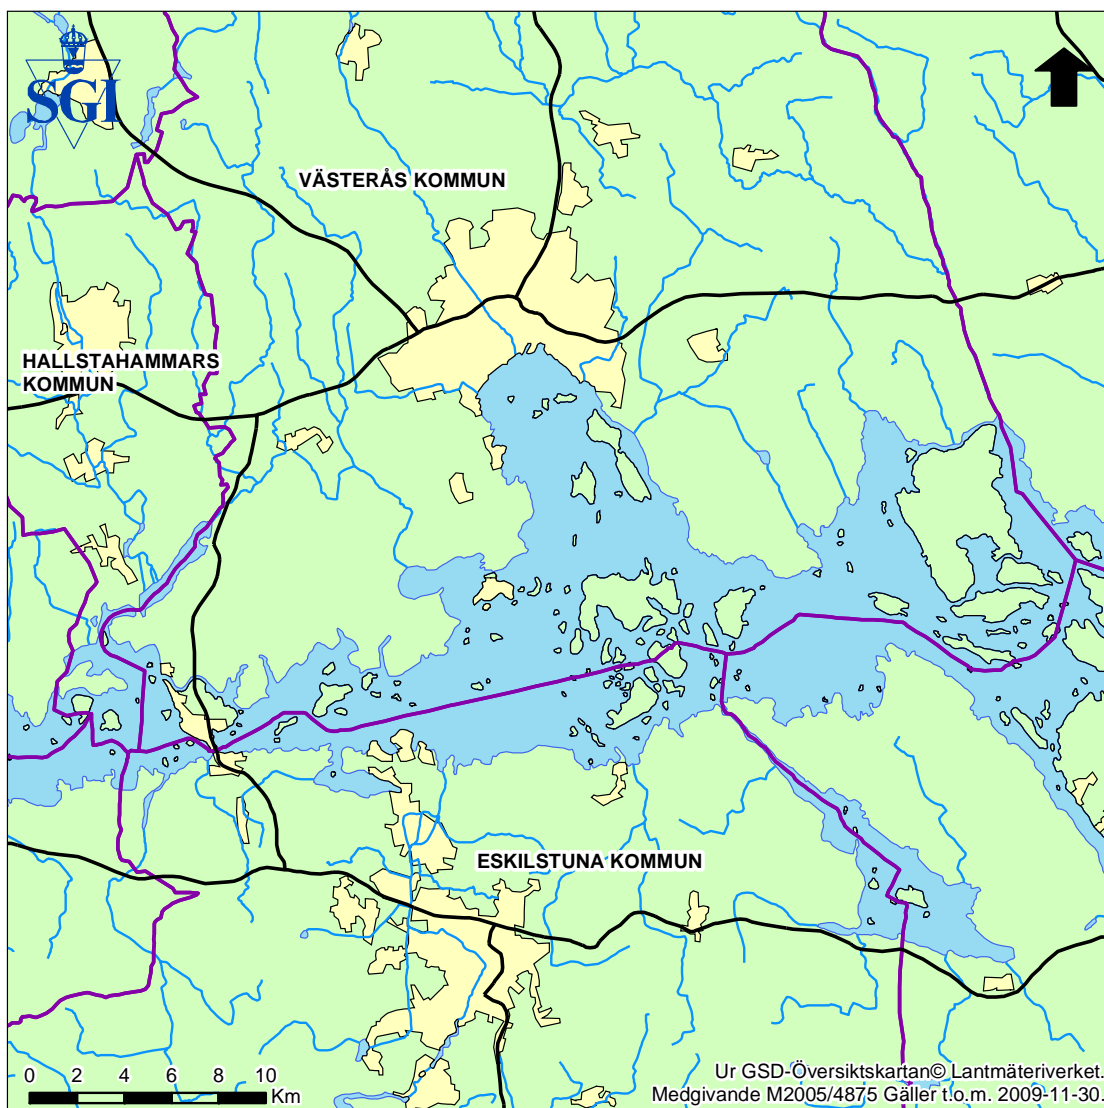 SGI
VÄSTERÅS KOMMUN
HALLSTAHAMMARS
KOMMUN
ESKILSTUNA KOMMUN
0 2 4 6 8 10
Km
Ur GSD-Översiktskartan© Lantmäteriverket.
Medgivande M2005/4875 Gäller t.o.m. 2009-11-30.